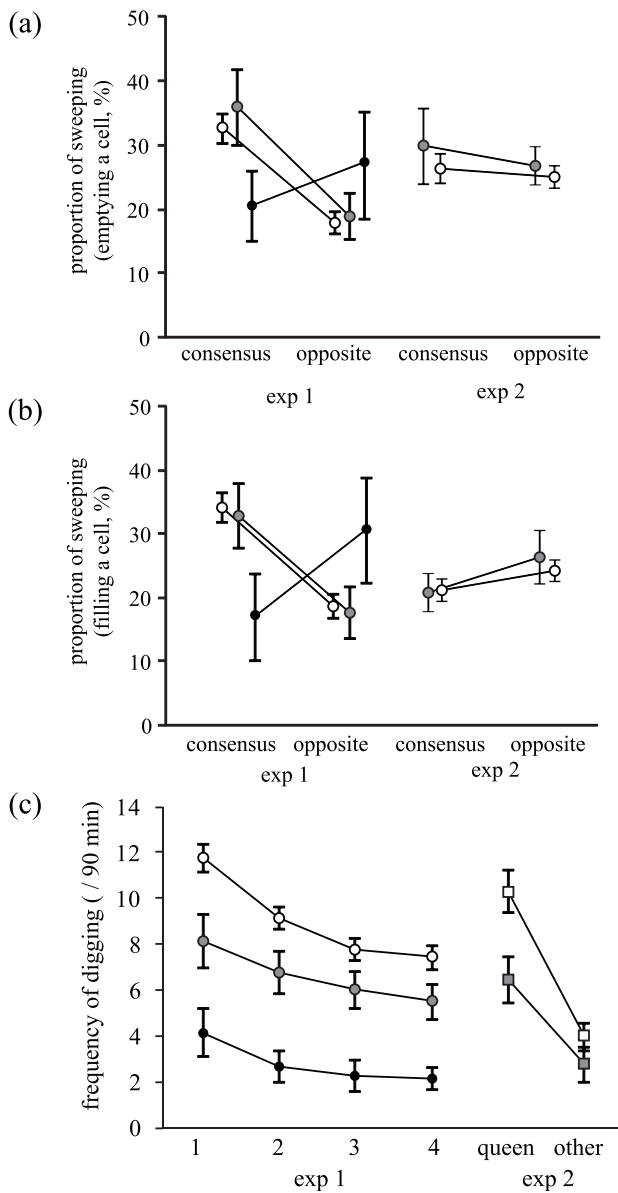 (a)
proportion of sweeping
(emptying a cell, %)
50
40
30
20
10
0
consensus opposite consensus opposite
exp 1 exp 2
(b)
proportion of sweeping
(filling a cell, %)
50
40
30
20
10
0
consensus opposite consensus opposite
exp 1 exp 2
(c)
frequency of digging ( / 90 min)
14
12
10
8
6
4
2
0
1 2 3 4 queen other
exp 1 exp 2